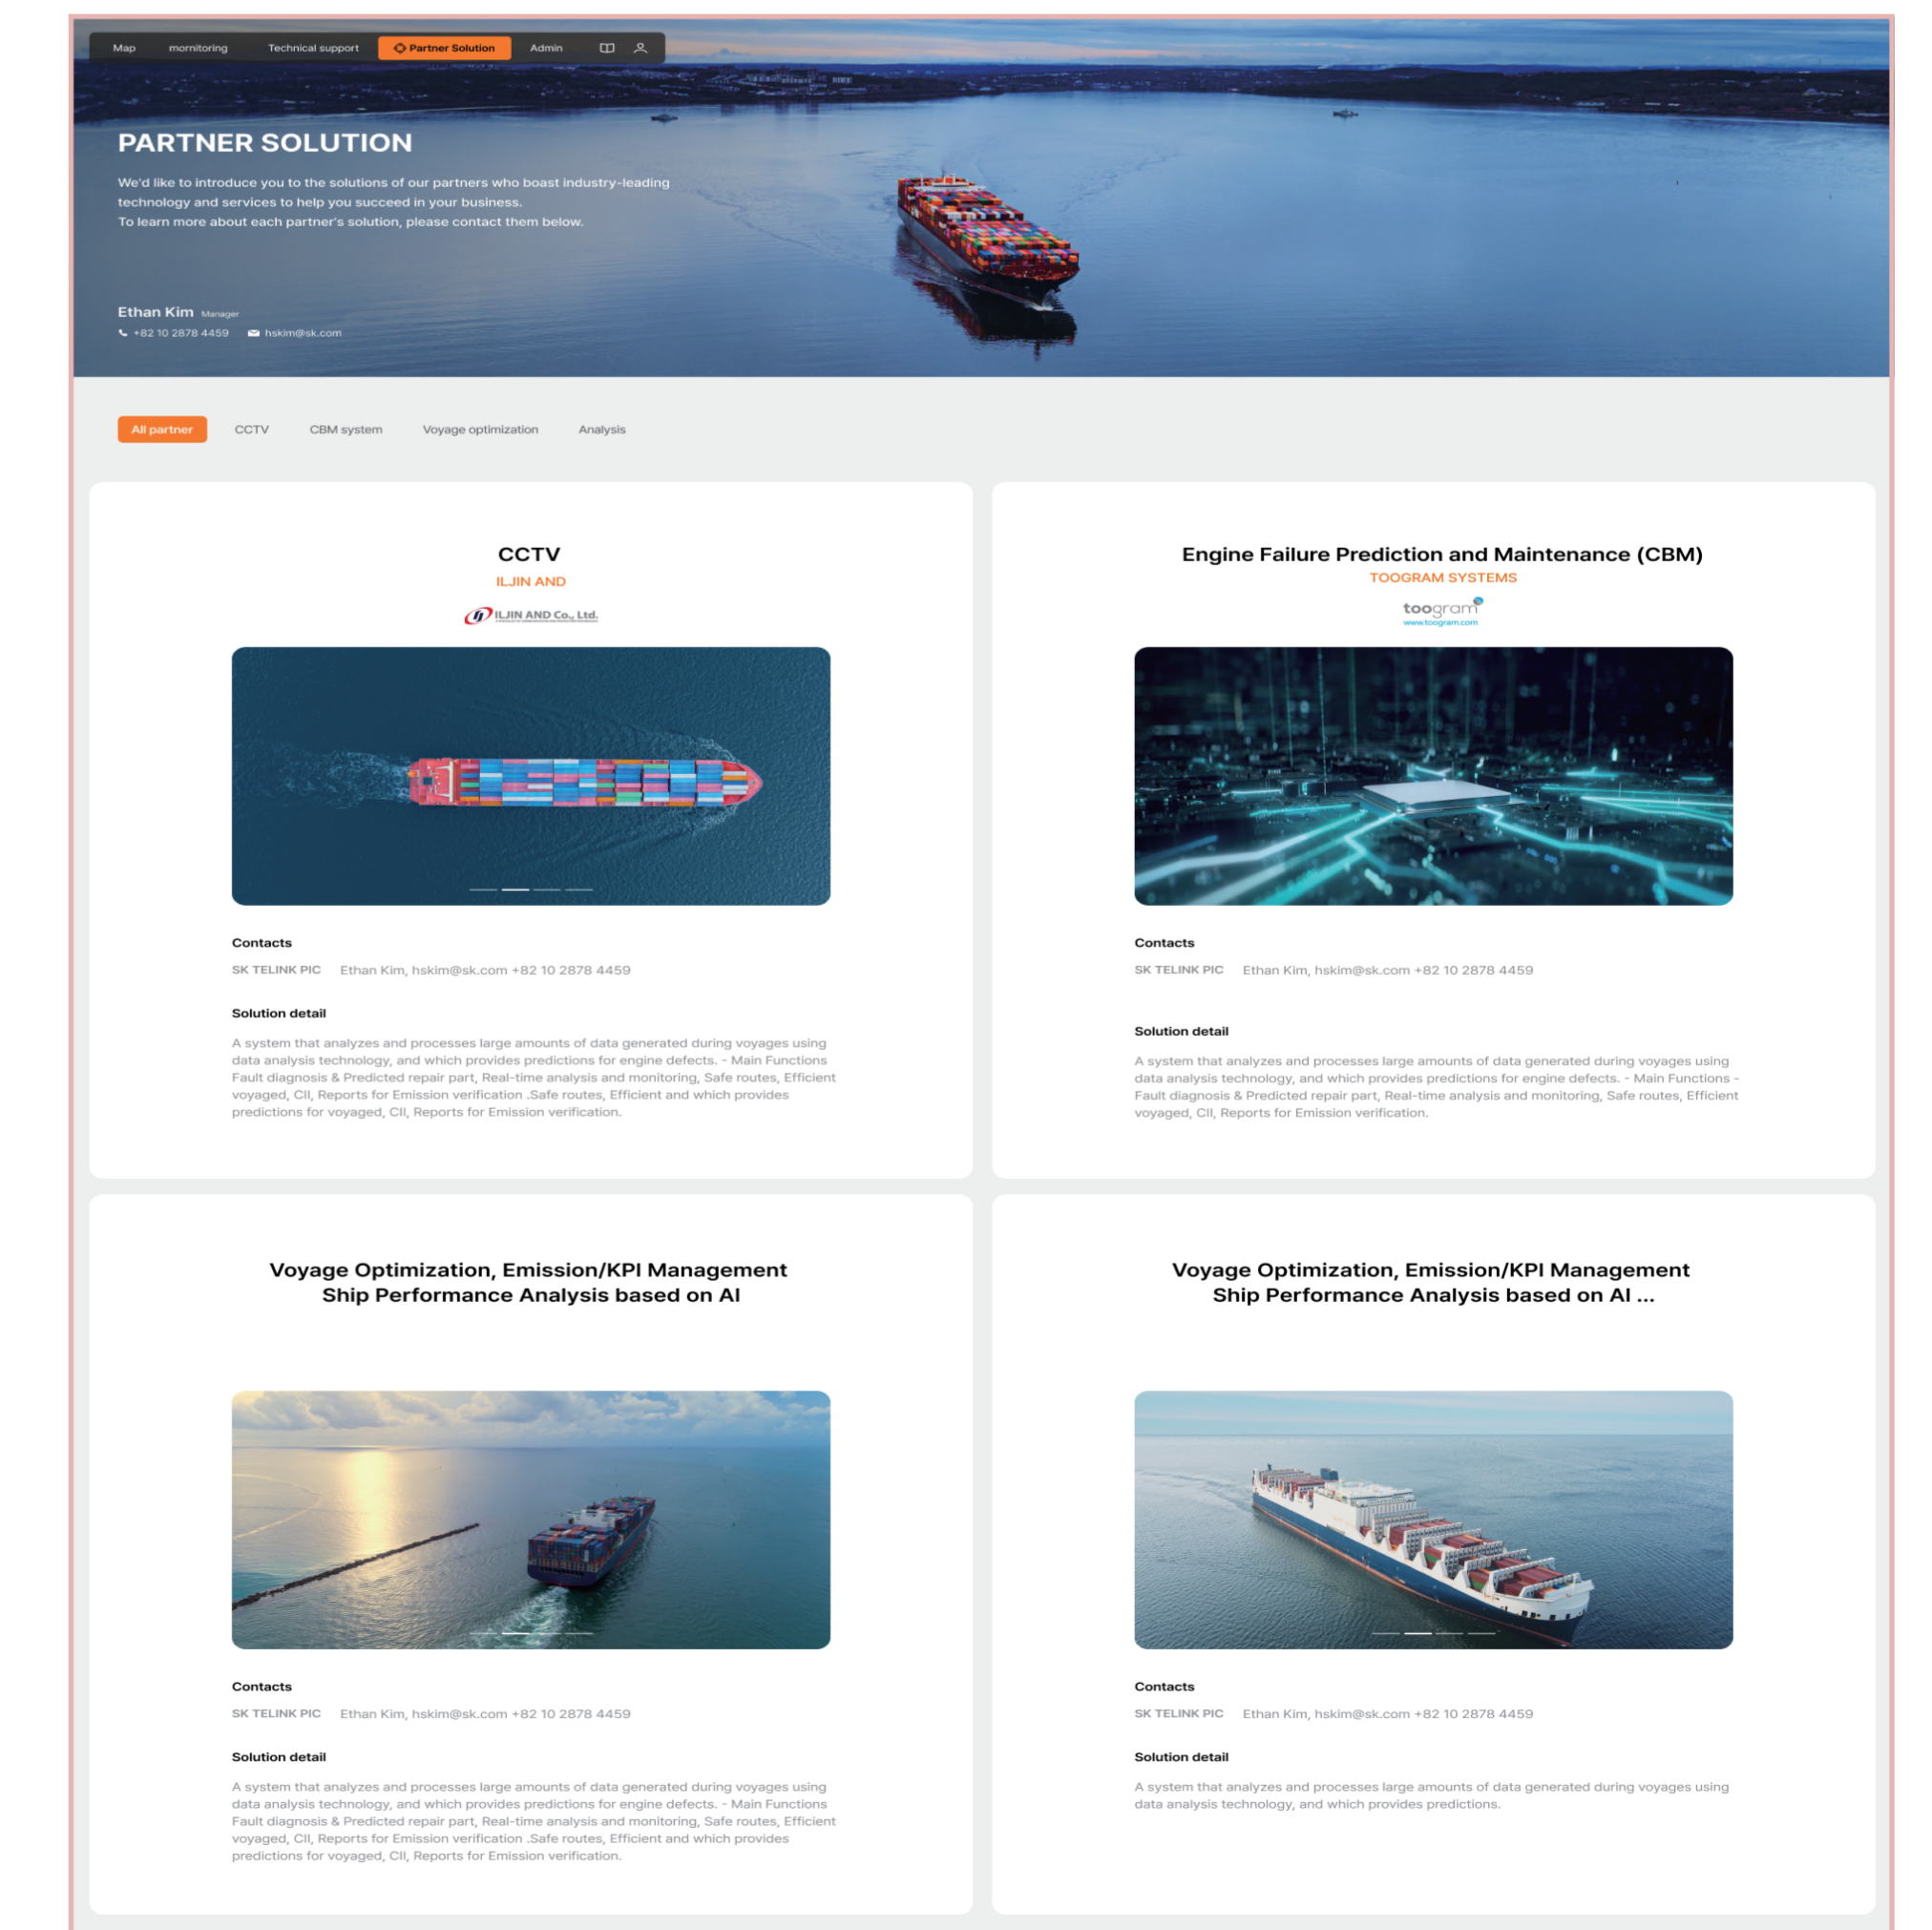 Map mornitoring Technical support Partner Solution Admin
PARTNER SOLUTION
We'd like to introduce you to the solutions of our partners who boast industry-leading
technology and services to help you succeed in your business.
To learn more about each partner's solution, please contact them below.
Ethan Kim Manager
+82 10 2878 4459 hskim@sk.com
All partner CCTV CBM system Voyage optimization Analysis
CCTV
ILJIN AND
ILJIN AND Co., Ltd.
Contacts
SK TELINK PIC Ethan Kim, hskim@sk.com +82 10 2878 4459
Solution detail
A system that analyzes and processes large amounts of data generated during voyages using
data analysis technology, and which provides predictions for engine defects. - Main Functions
Fault diagnosis & Predicted repair part, Real-time analysis and monitoring, Safe routes, Efficient
voyaged, CII, Reports for Emission verification .Safe routes, Efficient and which provides
predictions for voyaged, CII, Reports for Emission verification.
Engine Failure Prediction and Maintenance (CBM)
TOOGRAM SYSTEMS
toogram
www.toogram.com
Contacts
SK TELINK PIC Ethan Kim, hskim@sk.com +82 10 2878 4459
Solution detail
A system that analyzes and processes large amounts of data generated during voyages using
data analysis technology, and which provides predictions for engine defects. - Main Functions -
Fault diagnosis & Predicted repair part, Real-time analysis and monitoring, Safe routes, Efficient
voyaged, CII, Reports for Emission verification.
Voyage Optimization, Emission/KPI Management
Ship Performance Analysis based on AI
Contacts
SK TELINK PIC Ethan Kim, hskim@sk.com +82 10 2878 4459
Solution detail
A system that analyzes and processes large amounts of data generated during voyages using
data analysis technology, and which provides predictions for engine defects. - Main Functions
Fault diagnosis & Predicted repair part, Real-time analysis and monitoring, Safe routes, Efficient
voyaged, CII, Reports for Emission verification .Safe routes, Efficient and which provides
predictions for voyaged, CII, Reports for Emission verification.
Voyage Optimization, Emission/KPI Management
Ship Performance Analysis based on AI ...
Contacts
SK TELINK PIC Ethan Kim, hskim@sk.com +82 10 2878 4459
Solution detail
A system that analyzes and processes large amounts of data generated during voyages using
data analysis technology, and which provides predictions.